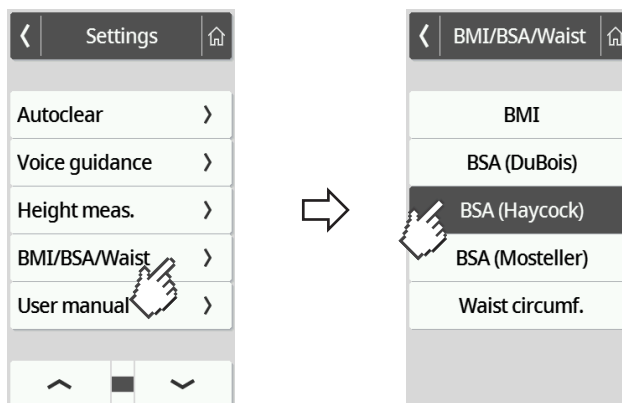 Settings
Autoclear
Voice guidance
Height meas.
BMI/BSA/Waist
User manual
BMI/BSA/Waist
BMI
BSA (DuBois)
BSA (Haycock)
BSA (Mosteller)
Waist circumf.